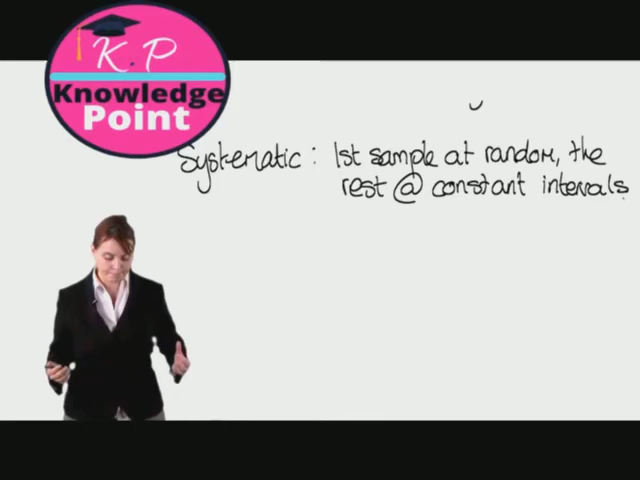 K.P
Knowledge
Point
Systematic : 1st sample at random, the
rest @ constant intervals